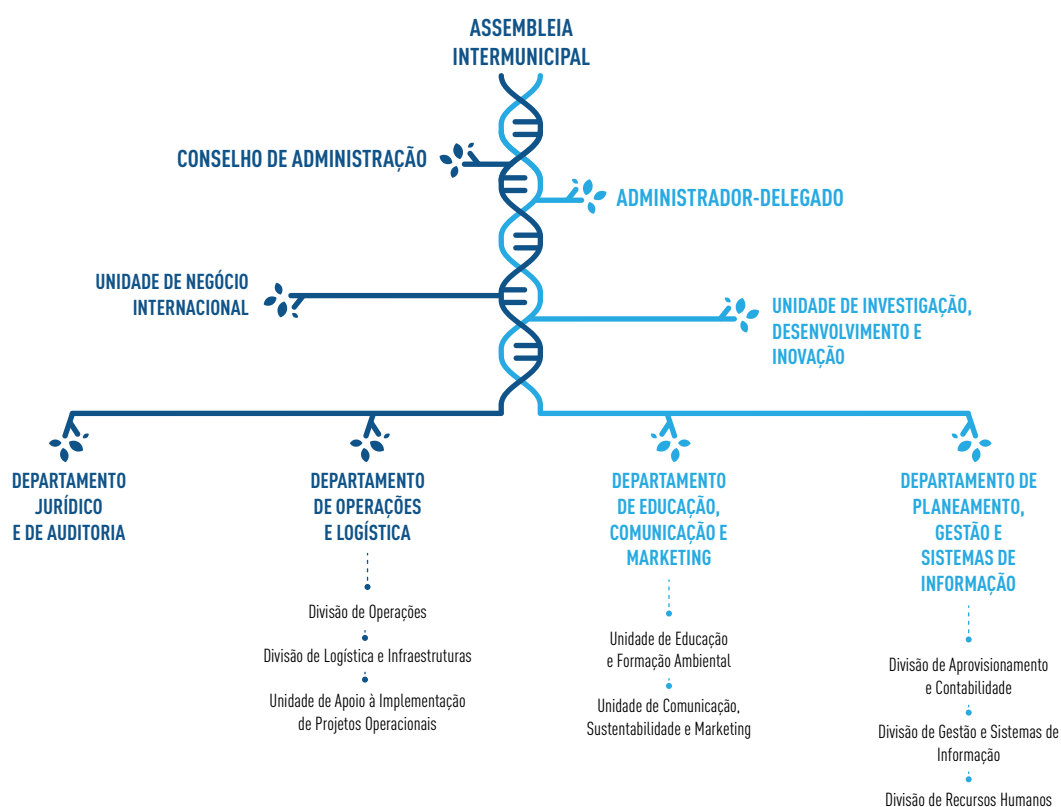 ASSEMBLEIA
INTERMUNICIPAL
CONSELHO DE ADMINISTRAÇÃO
ADMINISTRADOR-DELEGADO
UNIDADE DE NEGÓCIO
INTERNACIONAL
UNIDADE DE INVESTIGAÇÃO,
DESENVOLVIMENTO E
INOVAÇÃO
DEPARTAMENTO
JURÍDICO
E DE AUDITORIA
DEPARTAMENTO
DE OPERAÇÕES
E LOGÍSTICA
Divisão de Operações
Divisão de Logística e Infraestruturas
Unidade de Apoio à Implementação
de Projetos Operacionais
DEPARTAMENTO
DE EDUCAÇÃO,
COMUNICAÇÃO E
MARKETING
Unidade de Educação
e Formação Ambiental
Unidade de Comunicação,
Sustentabilidade e Marketing
DEPARTAMENTO DE
PLANEAMENTO,
GESTÃO E
SISTEMAS DE
INFORMAÇÃO
Divisão de Aprovisionamento
e Contabilidade
Divisão de Gestão e Sistemas de
Informação
Divisão de Recursos Humanos